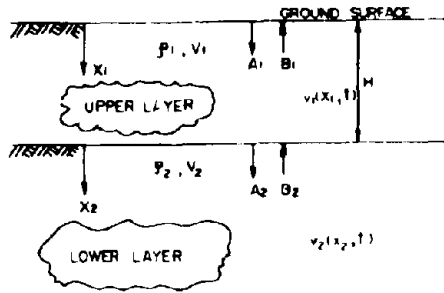 GROUND SURFACE
ρ1 , V1
X1
A1
B1
H
v1(X1,t)
UPPER LAYER
ρ2 , V2
X2
A2
B2
v2(x2,t)
LOWER LAYER